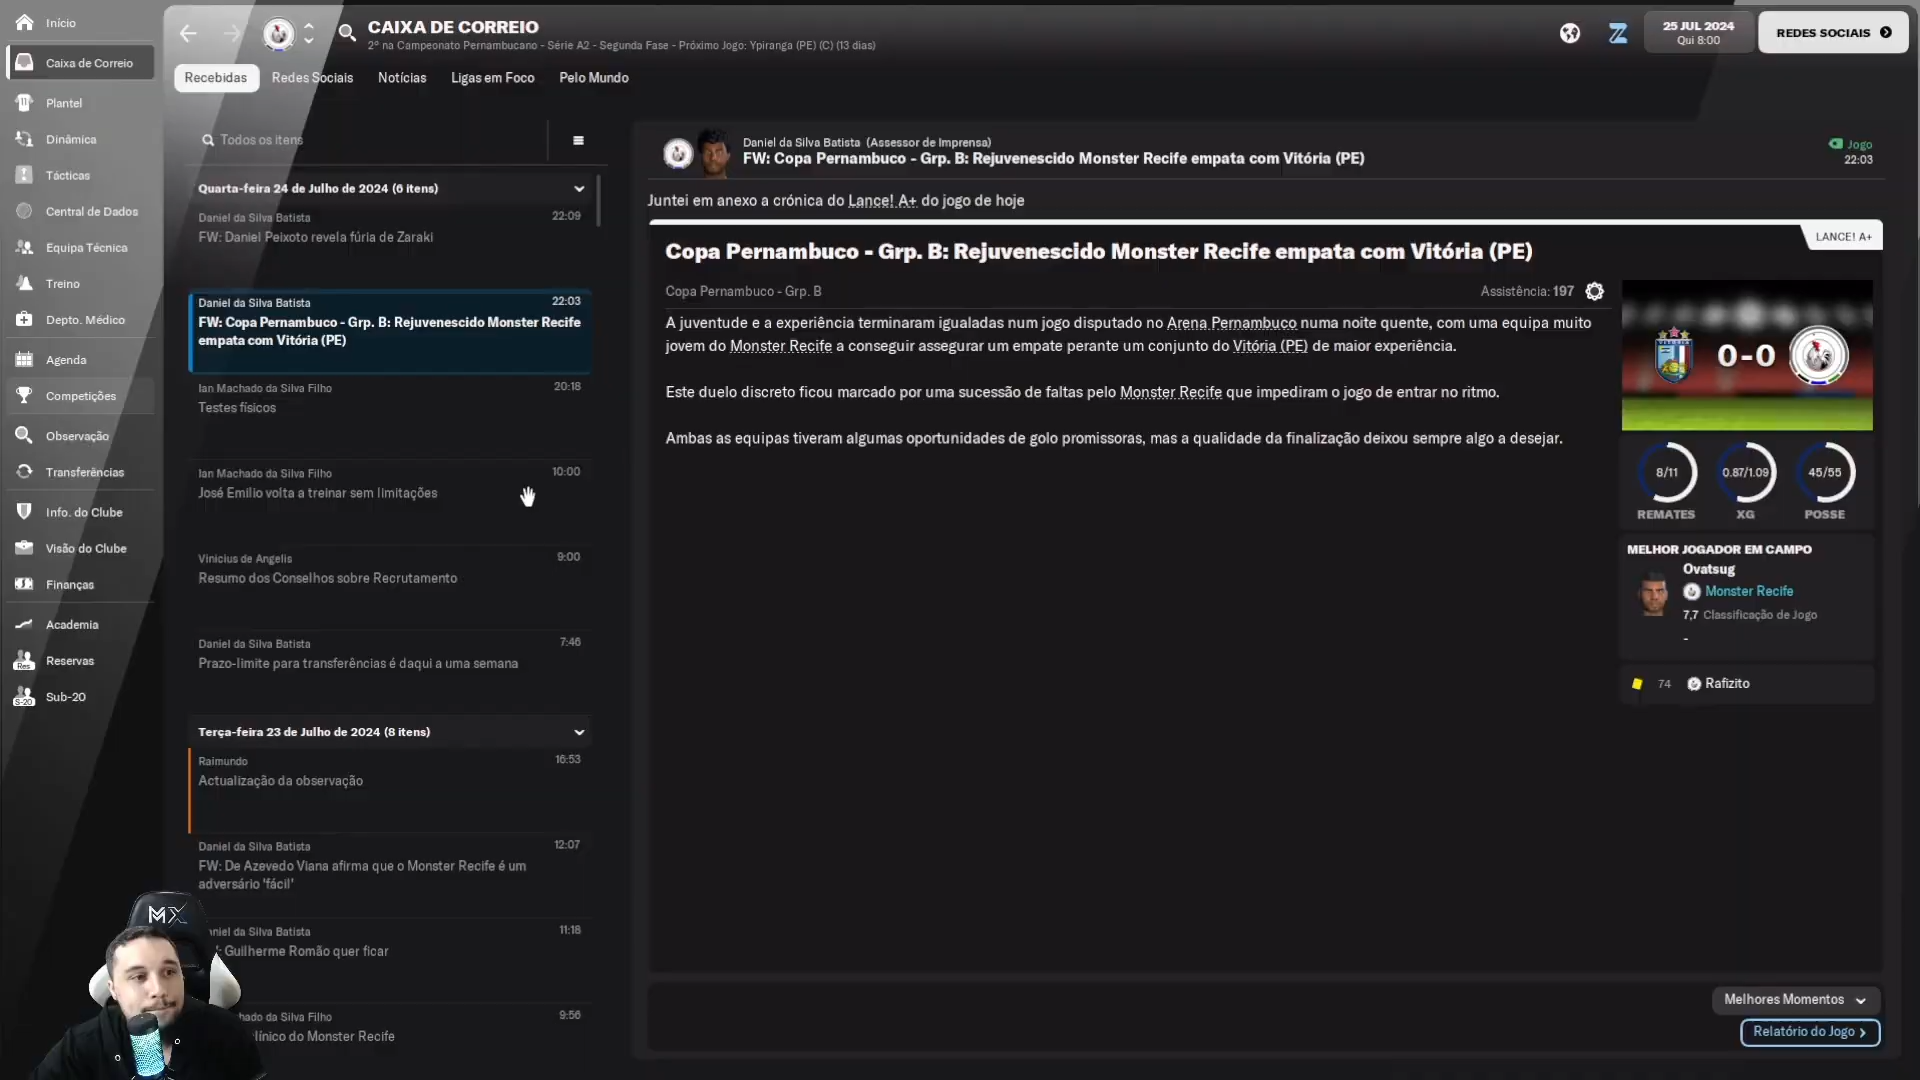 Início
Caixa de Correio
Plantel
Dinâmica
Tácticas
Central de Dados
Equipa Técnica
Treino
Depto. Médico
Agenda
Competições
Observação
Transferências
Info. do Clube
Visão do Clube
Finanças
Academia
Res
Reservas
S-20
Sub-20
CAIXA DE CORREIO
2º na Campeonato Pernambucano - Série A2 - Segunda Fase - Próximo Jogo: Ypiranga (PE) (C) (13 dias)
25 JUL 2024
Qui 8:00
REDES SOCIAIS
Recebidas
Redes Sociais
Notícias
Ligas em Foco
Pelo Mundo
Todos os itens
Quarta-feira 24 de Julho de 2024 (6 itens)
Daniel da Silva Batista
22:09
FW: Daniel Peixoto revela fúria de Zaraki
Daniel da Silva Batista
22:03
FW: Copa Pernambuco - Grp. B: Rejuvenescido Monster Recife
empata com Vitória (PE)
Ian Machado da Silva Filho
20:18
Testes físicos
Ian Machado da Silva Filho
10:00
José Emílio volta a treinar sem limitações
Vinicius de Angelis
9:00
Resumo dos Conselhos sobre Recrutamento
Daniel da Silva Batista
7:46
Prazo-limite para transferências é daqui a uma semana
Terça-feira 23 de Julho de 2024 (8 itens)
Raimundo
16:53
Actualização da observação
Daniel da Silva Batista
12:07
FW: De Azevedo Viana afirma que o Monster Recife é um
adversário 'fácil'
niel da Silva Batista
11:18
: Guilherme Romão quer ficar
hado da Silva Filho
9:56
línico do Monster Recife
Daniel da Silva Batista (Assessor de Imprensa)
FW: Copa Pernambuco - Grp. B: Rejuvenescido Monster Recife empata com Vitória (PE)
Jogo
22:03
Juntei em anexo a crónica do Lance! A+ do jogo de hoje
LANCE! A+
Copa Pernambuco - Grp. B: Rejuvenescido Monster Recife empata com Vitória (PE)
Copa Pernambuco - Grp. B
Assistência: 197
A juventude e a experiência terminaram igualadas num jogo disputado no Arena Pernambuco numa noite quente, com uma equipa muito
jovem do Monster Recife a conseguir assegurar um empate perante um conjunto do Vitória (PE) de maior experiência.
Este duelo discreto ficou marcado por uma sucessão de faltas pelo Monster Recife que impediram o jogo de entrar no ritmo.
Ambas as equipas tiveram algumas oportunidades de golo promissoras, mas a qualidade da finalização deixou sempre algo a desejar.
0-0
8/11
0.87/1.09
45/55
REMATES
XG
POSSE
MELHOR JOGADOR EM CAMPO
Ovatsug
Monster Recife
7,7 Classificação de Jogo
-
74
Rafizito
Melhores Momentos
Relatório do Jogo
MX